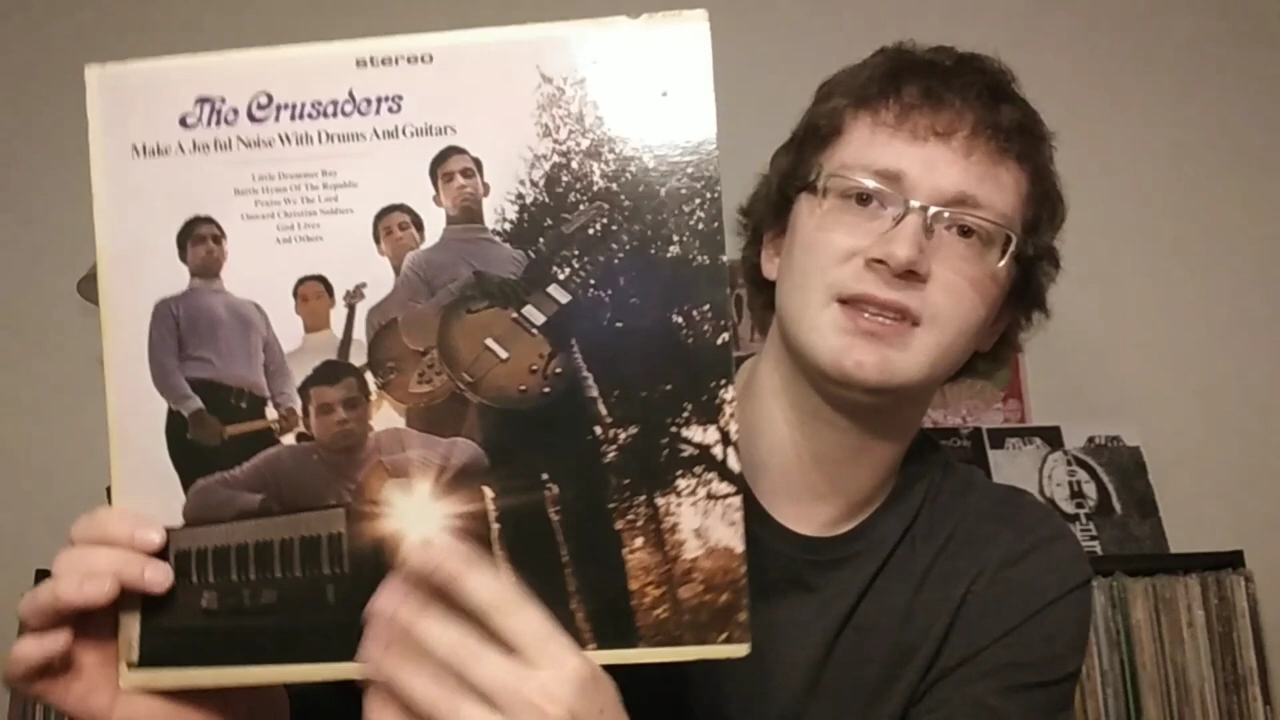 stereo
The Crusaders
Make A Joyful Noise With Drums And Guitars
Little Drummer Boy
Battle Hymn Of The Republic
Praise We The Lord
Onward Christian Soldiers
God Lives
And Others